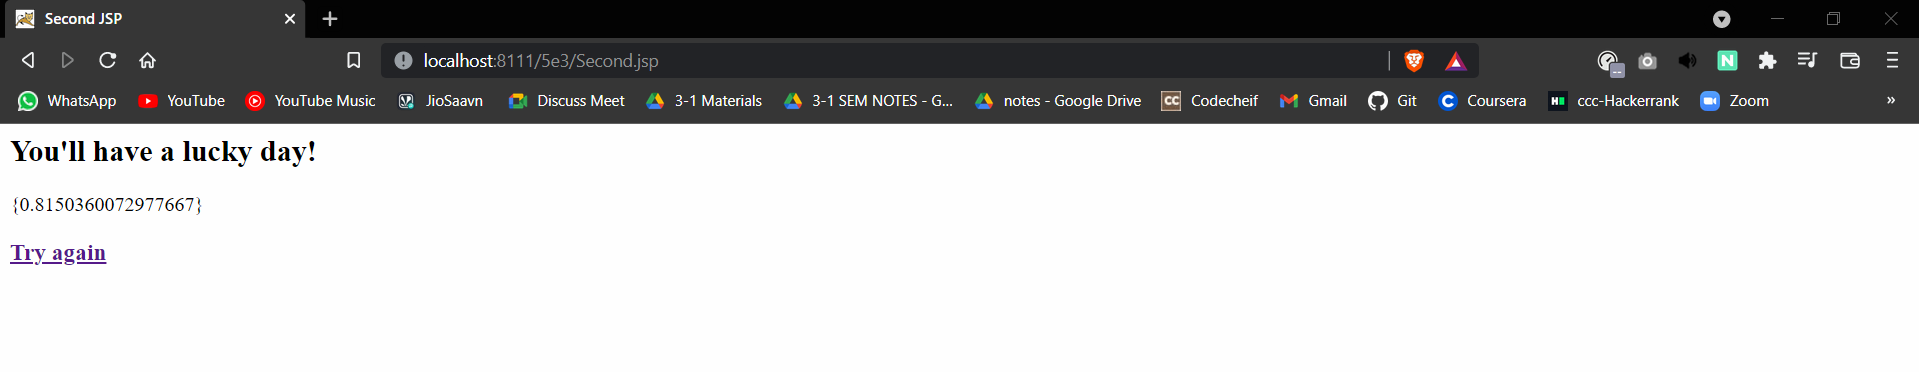 Second JSP
localhost:8111/5e3/Second.jsp
WhatsApp YouTube YouTube Music JioSaavn Discuss Meet 3-1 Materials 3-1 SEM NOTES - G... notes - Google Drive CC Codecheif Gmail Git Coursera ccc-Hackerrank Zoom »
You'll have a lucky day!
{0.8150360072977667}
Try again